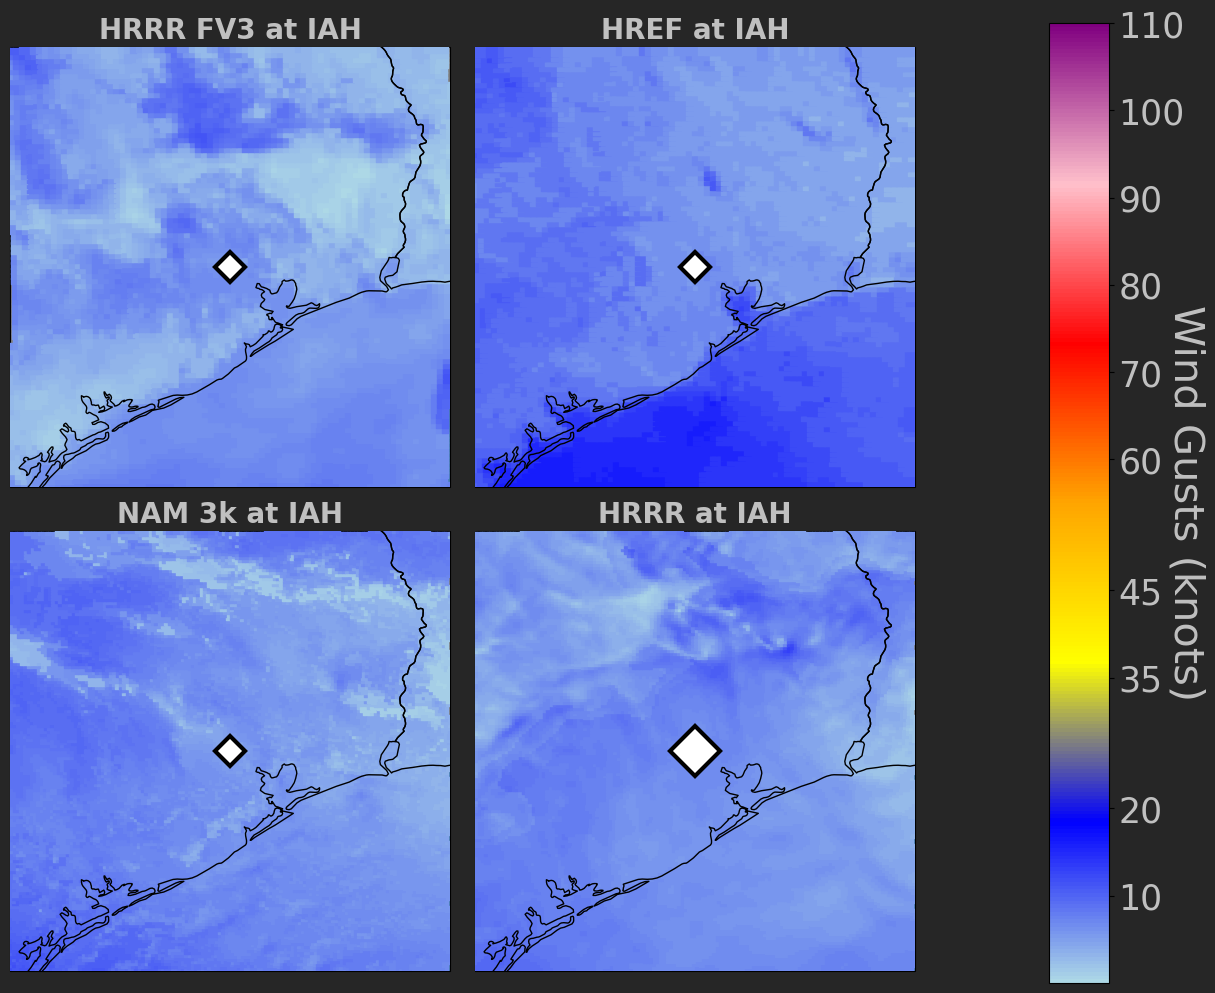 HRRR FV3 at IAH
HREF at IAH
NAM 3k at IAH
HRRR at IAH
110
100
90
80
70
60
45
35
20
10
Wind Gusts (knots)